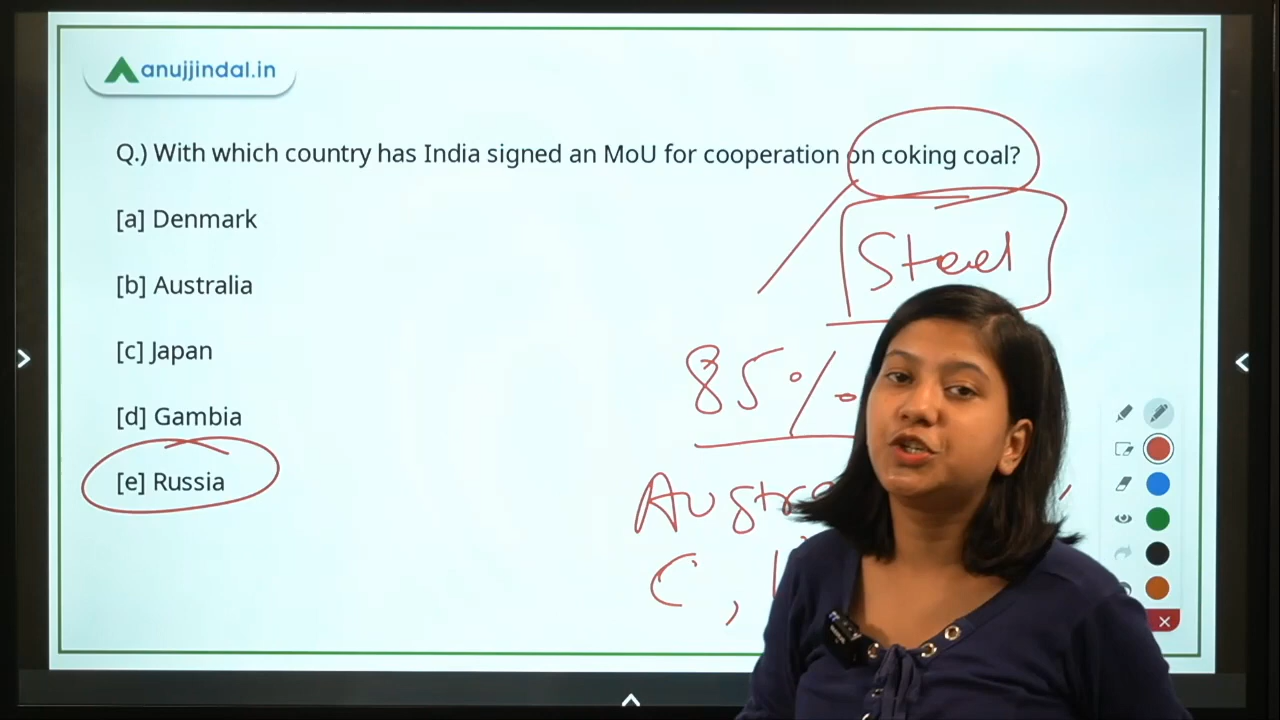 anujjindal.in
Q.) With which country has India signed an MoU for cooperation on coking coal?
[a] Denmark
Steel
[b] Australia
[c] Japan
85%
[d] Gambia
[e] Russia
C,